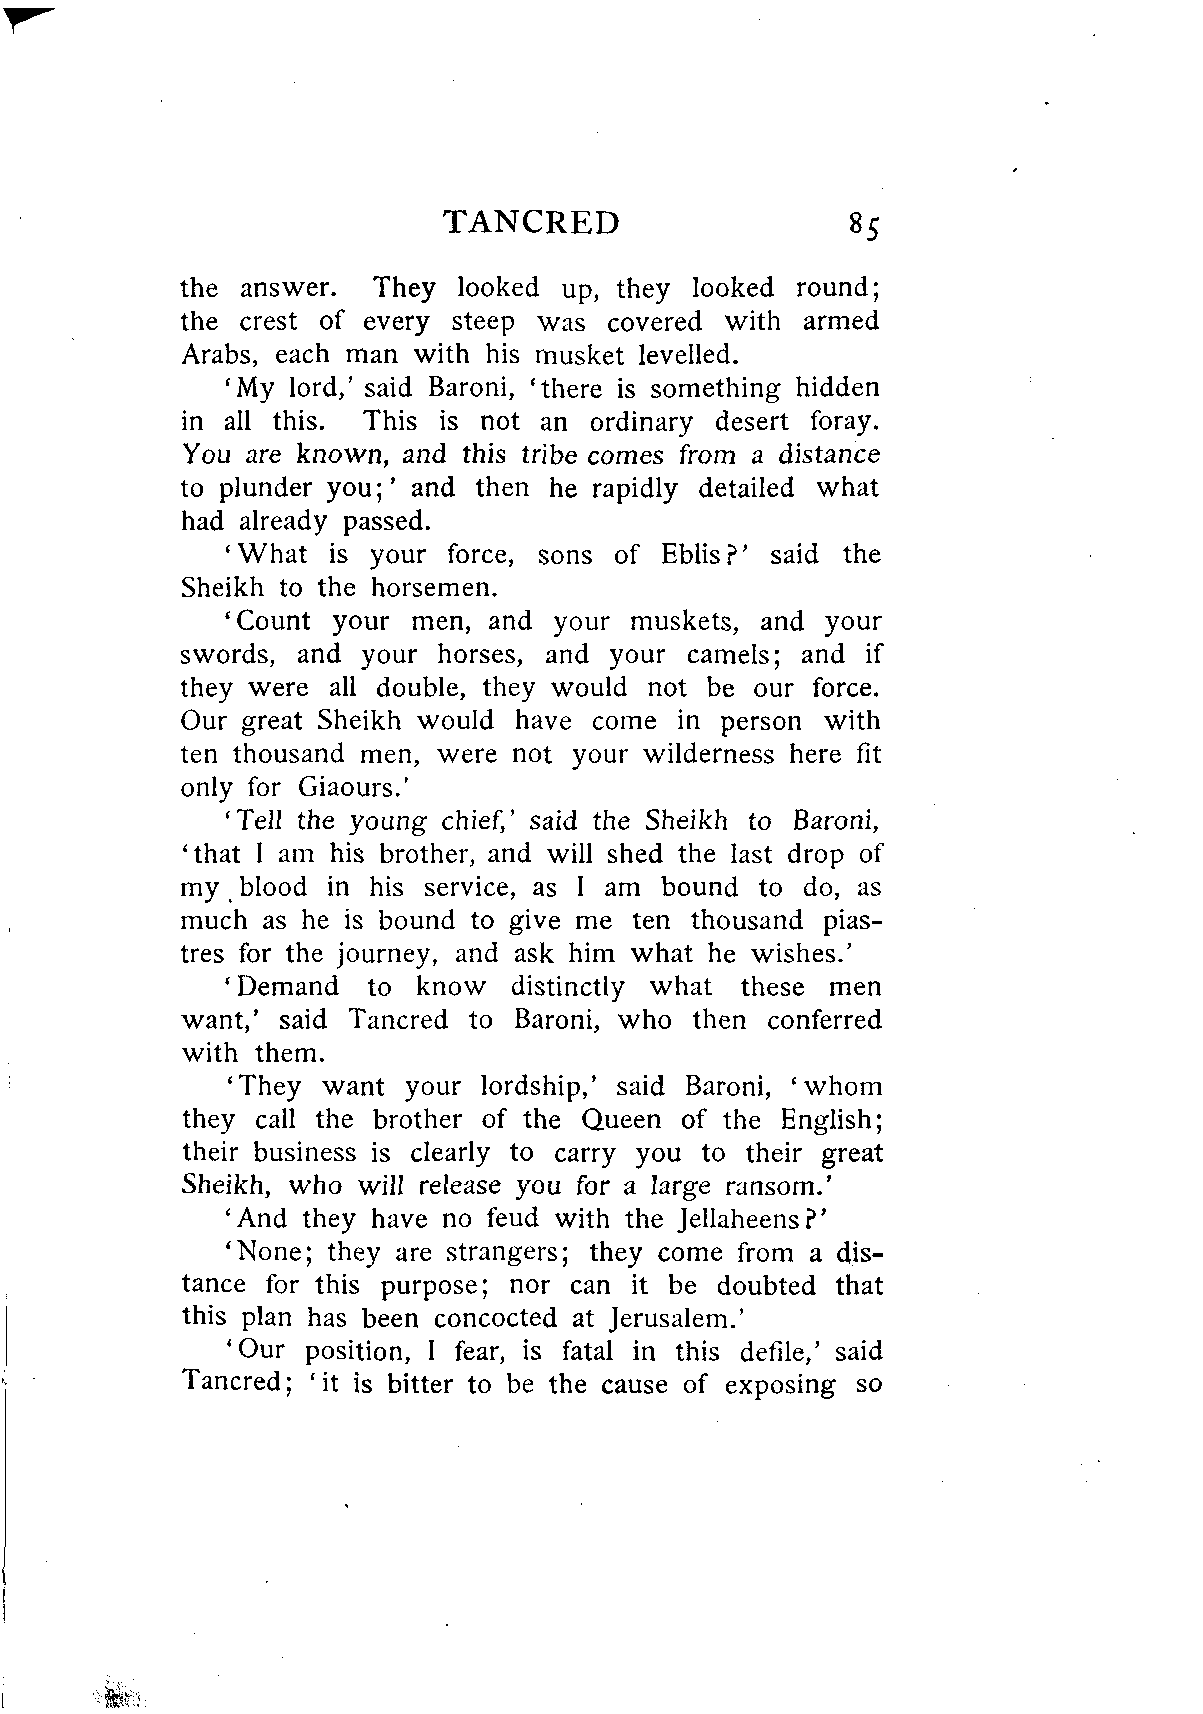 TANCRED 85
the answer. They looked up, they looked round;
the crest of every steep was covered with armed
Arabs, each man with his musket levelled.
‘My lord,’ said Baroni, ‘there is something hidden
in all this. This is not an ordinary desert foray.
You are known, and this tribe comes from a distance
to plunder you;’ and then he rapidly detailed what
had already passed.
‘What is your force, sons of Eblis?’ said the
Sheikh to the horsemen.
‘Count your men, and your muskets, and your
swords, and your horses, and your camels; and if
they were all double, they would not be our force.
Our great Sheikh would have come in person with
ten thousand men, were not your wilderness here fit
only for Giaours.’
‘Tell the young chief,’ said the Sheikh to Baroni,
‘that I am his brother, and will shed the last drop of
my blood in his service, as I am bound to do, as
much as he is bound to give me ten thousand pias-
tres for the journey, and ask him what he wishes.’
‘Demand to know distinctly what these men
want,’ said Tancred to Baroni, who then conferred
with them.
‘They want your lordship,’ said Baroni, ‘whom
they call the brother of the Queen of the English;
their business is clearly to carry you to their great
Sheikh, who will release you for a large ransom.’
‘And they have no feud with the Jellaheens?’
‘None; they are strangers; they come from a dis-
tance for this purpose; nor can it be doubted that
this plan has been concocted at Jerusalem.’
‘Our position, I fear, is fatal in this defile,’ said
Tancred; ‘it is bitter to be the cause of exposing so